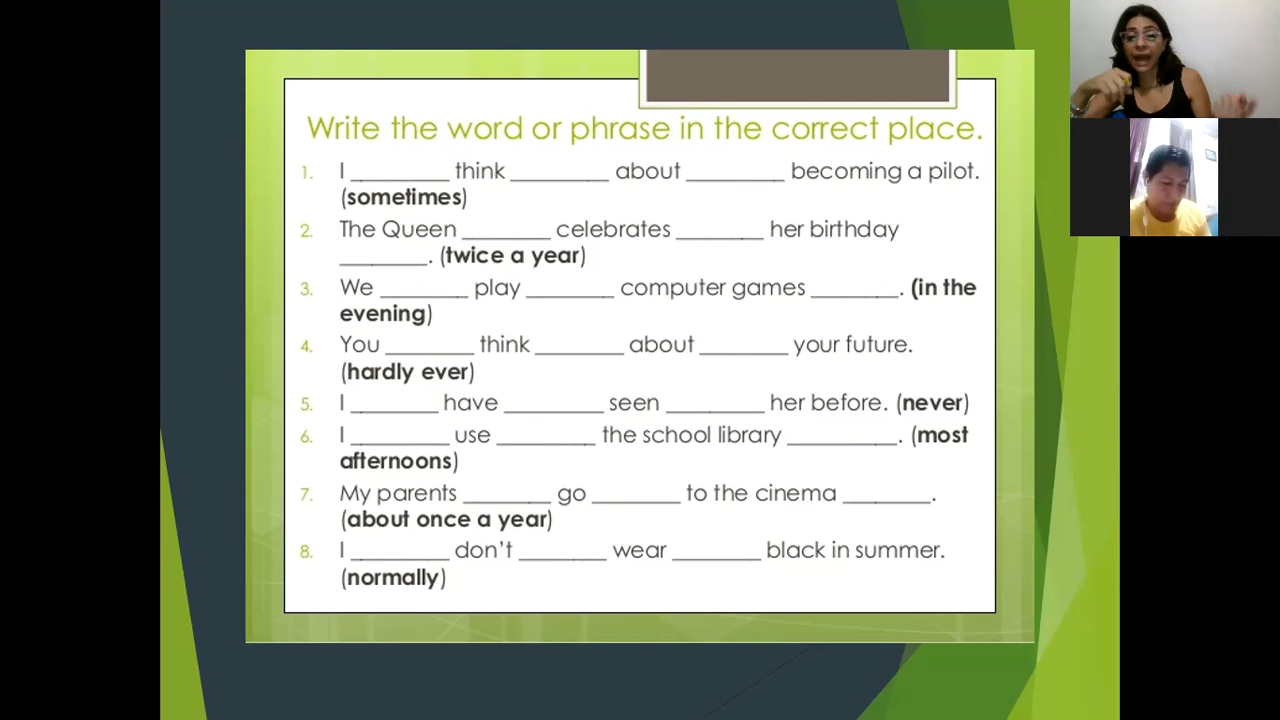 Write the word or phrase in the correct place.
1. I _________ think _________ about _________ becoming a pilot.
(sometimes)
2. The Queen ________ celebrates ________ her birthday
________. (twice a year)
3. We ________ play ________ computer games ________. (in the
evening)
4. You ________ think ________ about ________ your future.
(hardly ever)
5. I ________ have _________ seen _________ her before. (never)
6. I _________ use _________ the school library __________. (most
afternoons)
7. My parents ________ go ________ to the cinema ________.
(about once a year)
8. I _________ don't ________ wear ________ black in summer.
(normally)